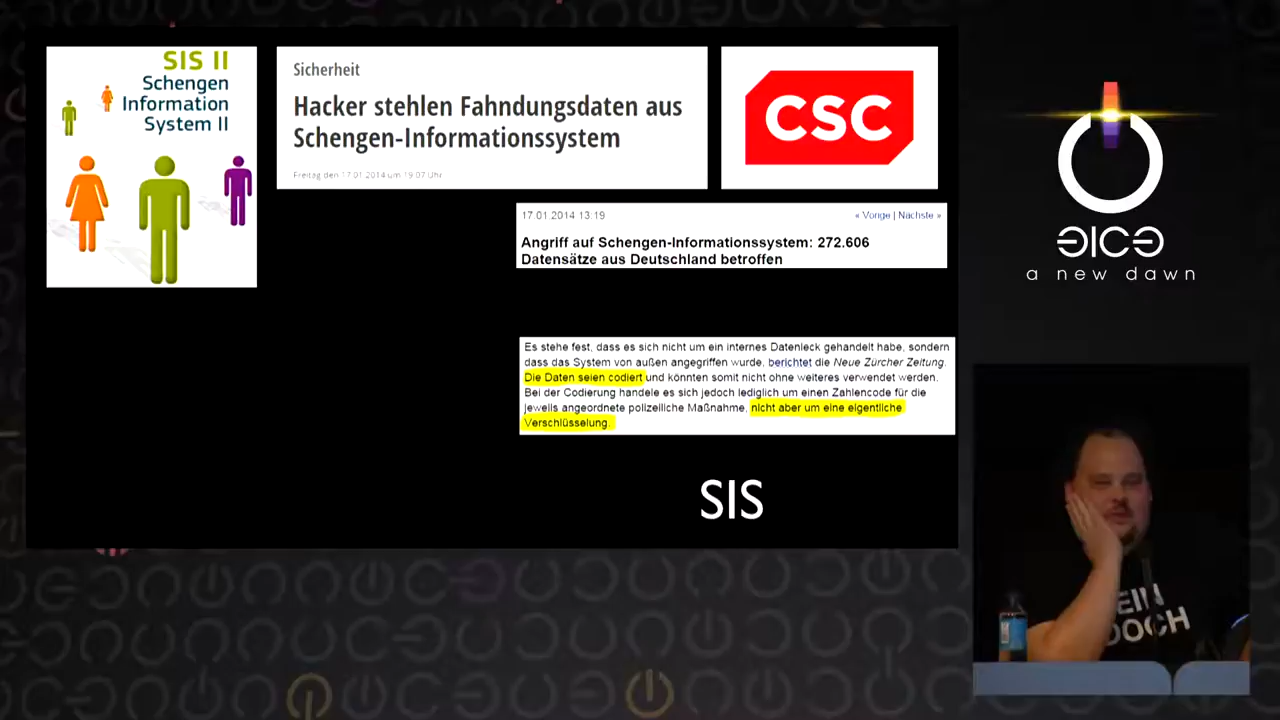 SIS II
Schengen
Information
System II
Sicherheit
Hacker stehlen Fahndungsdaten aus
Schengen-Informationssystem
Freitag den 17.01.2014 um 19:07 Uhr
CSC
17.01.2014 13:19
« Vorige | Nächste »
Angriff auf Schengen-Informationssystem: 272.606
Datensätze aus Deutschland betroffen
Es stehe fest, dass es sich nicht um ein internes Datenleck gehandelt habe, sondern
dass das System von außen angegriffen wurde, berichtet die Neue Zürcher Zeitung.
Die Daten seien codiert und könnten somit nicht ohne weiteres verwendet werden.
Bei der Codierung handele es sich jedoch lediglich um einen Zahlencode für die
jeweils angeordnete polizeiliche Maßnahme, nicht aber um eine eigentliche
Verschlüsselung.
SIS
a new dawn
EIN
DOCH